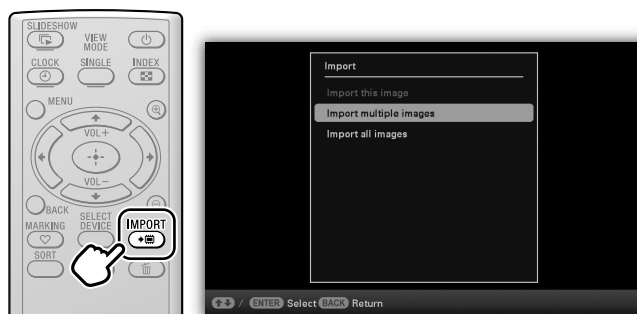 SLIDESHOW
VIEW MODE
CLOCK
SINGLE
INDEX
MENU
VOL+
VOL−
BACK
MARKING
SELECT DEVICE
IMPORT
SORT
Import
Import this image
Import multiple images
Import all images
/ ENTER Select BACK Return